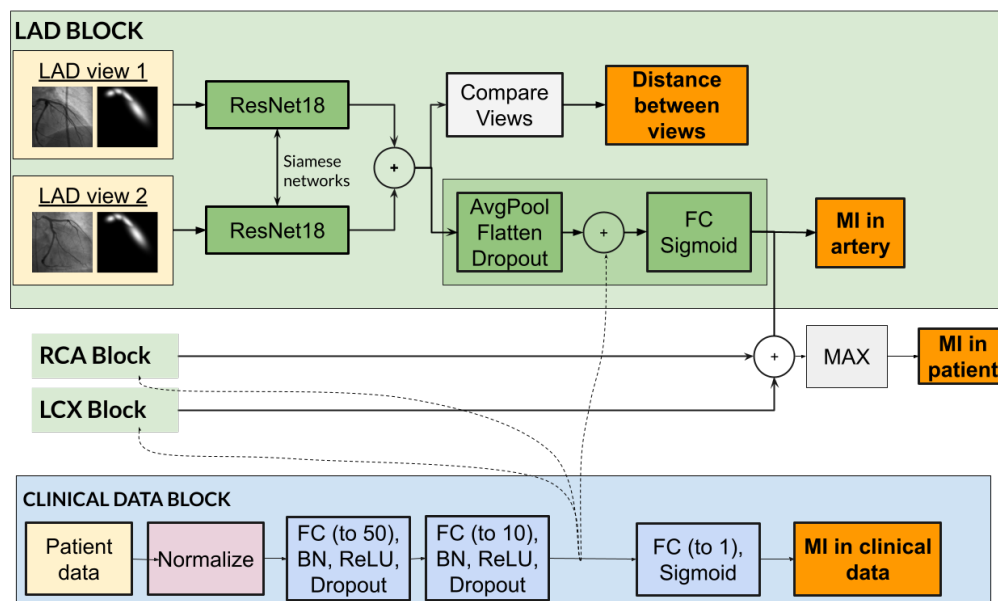 LAD BLOCK
LAD view 1
ResNet18
Compare
Views
Distance
between
views
Siamese
networks
+
LAD view 2
ResNet18
AvgPool
Flatten
Dropout
+
FC
Sigmoid
MI in
artery
RCA Block
LCX Block
+
MAX
MI in
patient
CLINICAL DATA BLOCK
Patient
data
Normalize
FC (to 50),
BN, ReLU,
Dropout
FC (to 10),
BN, ReLU,
Dropout
FC (to 1),
Sigmoid
MI in clinical
data